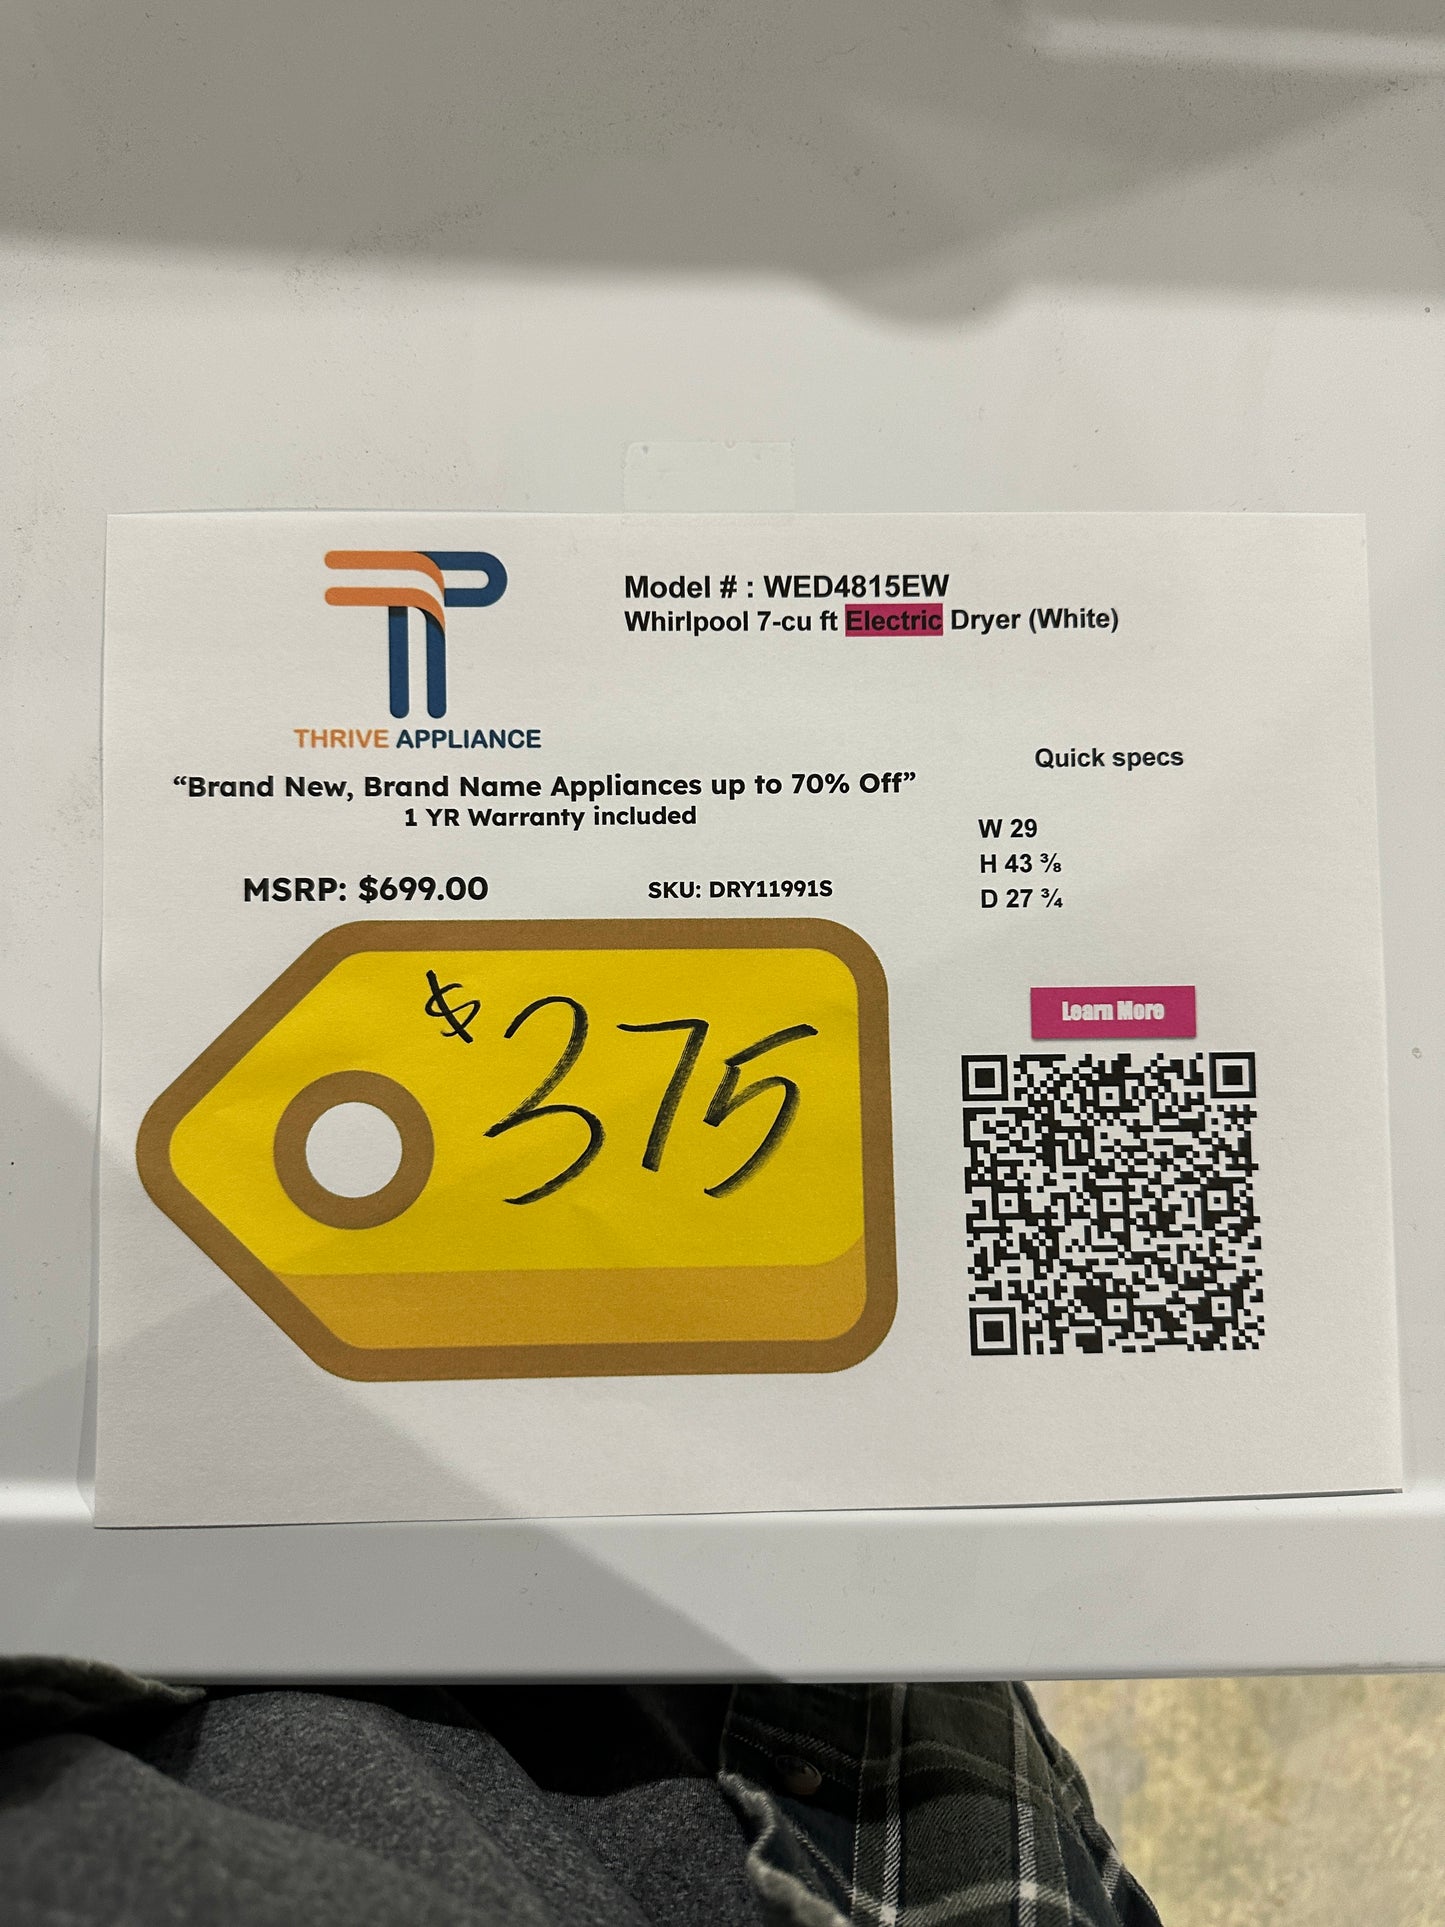 Model # : WED4815EW
Whirlpool 7-cu ft Electric Dryer (White)
THRIVE APPLIANCE
“Brand New, Brand Name Appliances up to 70% Off”
1 YR Warranty included
MSRP: $699.00
SKU: DRY11991S
$375
Quick specs
W 29
H 43 ⅜
D 27 ¾
Learn More